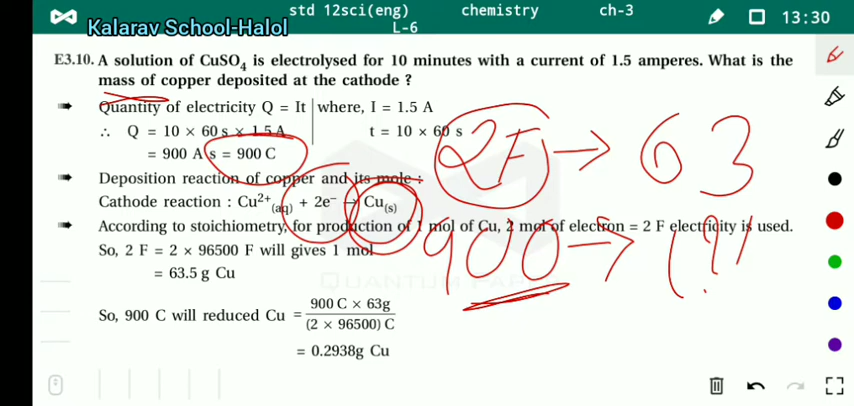 std 12sci(eng) chemistry ch-3
Kalarav School-Halol L-6 13:30
E3.10. A solution of CuSO₄ is electrolysed for 10 minutes with a current of 1.5 amperes. What is the
mass of copper deposited at the cathode ?
Quantity of electricity Q = It where, I = 1.5 A
∴ Q = 10 × 60 s × 1.5 A t = 10 × 60 s
= 900 A s = 900 C
2F → 63
Deposition reaction of copper and its mole :
Cathode reaction : Cu²⁺(aq) + 2e⁻ → Cu(s)
According to stoichiometry, for production of 1 mol of Cu, 2 mol of electron = 2 F electricity is used.
900 → (?)
So, 2 F = 2 × 96500 F will gives 1 mol
= 63.5 g Cu
QUANTUM PAPER
So, 900 C will reduced Cu = 900 C × 63g / (2 × 96500) C
= 0.2938g Cu